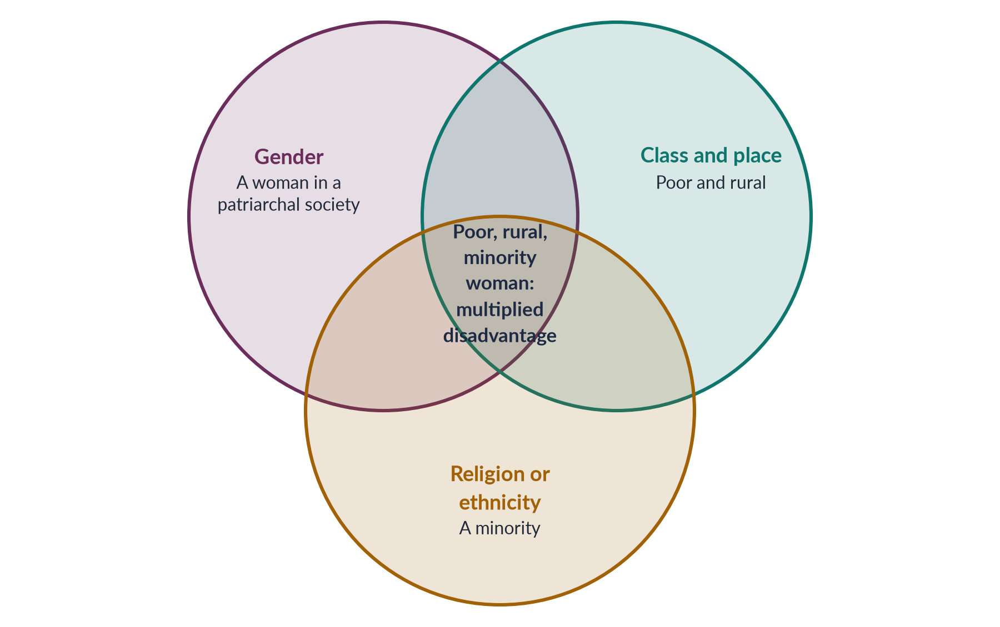 Gender
A woman in a
patriarchal society
Class and place
Poor and rural
Poor, rural,
minority
woman:
multiplied
disadvantage
Religion or
ethnicity
A minority